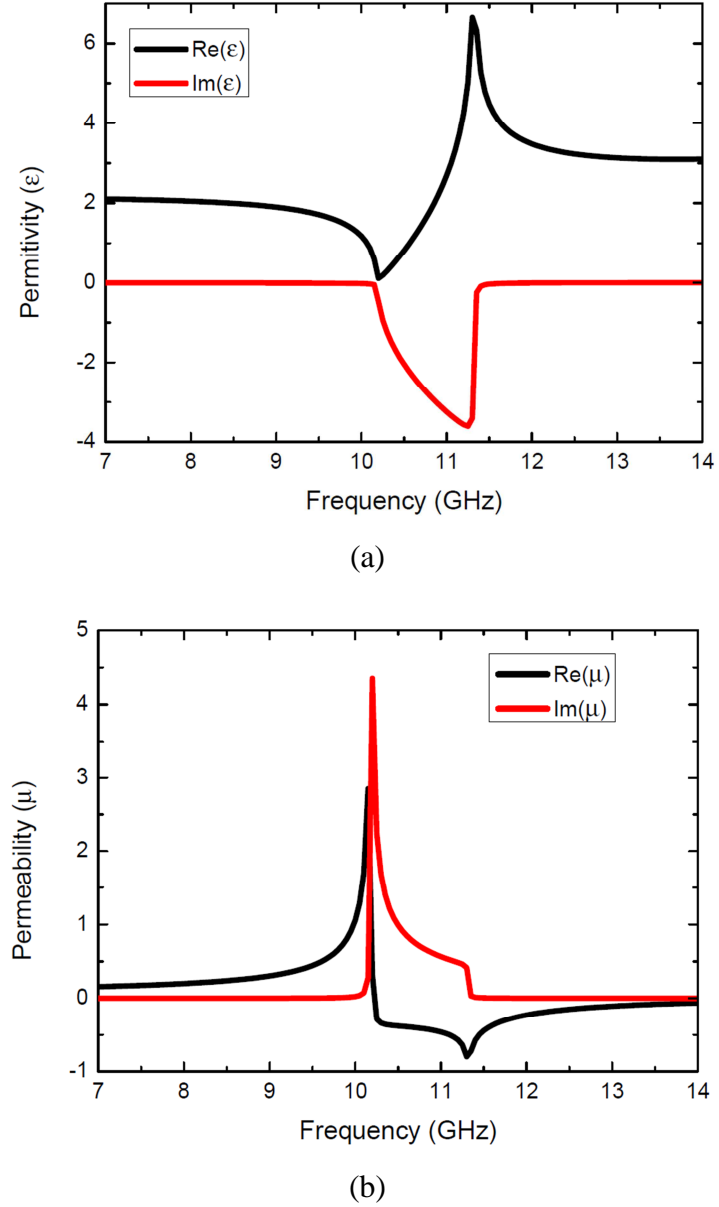 6
4
2
0
-2
-4
Permitivity (ε)
Re(ε)
Im(ε)
7 8 9 10 11 12 13 14
Frequency (GHz)
(a)
5
4
3
2
1
0
-1
Permeability (μ)
Re(μ)
Im(μ)
7 8 9 10 11 12 13 14
Frequency (GHz)
(b)